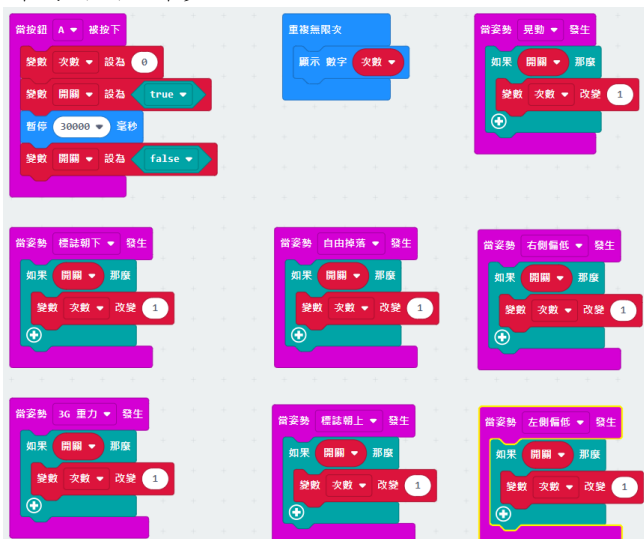 當按鈕 A 被按下
變數 次數 設為 0
變數 開關 設為 true
暫停 30000 毫秒
變數 開關 設為 false
重複無限次
顯示 數字 次數
當姿勢 晃動 發生
如果 開關 那麼
變數 次數 改變 1
當姿勢 標誌朝下 發生
如果 開關 那麼
變數 次數 改變 1
當姿勢 自由掉落 發生
如果 開關 那麼
變數 次數 改變 1
當姿勢 右側偏低 發生
如果 開關 那麼
變數 次數 改變 1
當姿勢 3G 重力 發生
如果 開關 那麼
變數 次數 改變 1
當姿勢 標誌朝上 發生
如果 開關 那麼
變數 次數 改變 1
當姿勢 左側偏低 發生
如果 開關 那麼
變數 次數 改變 1